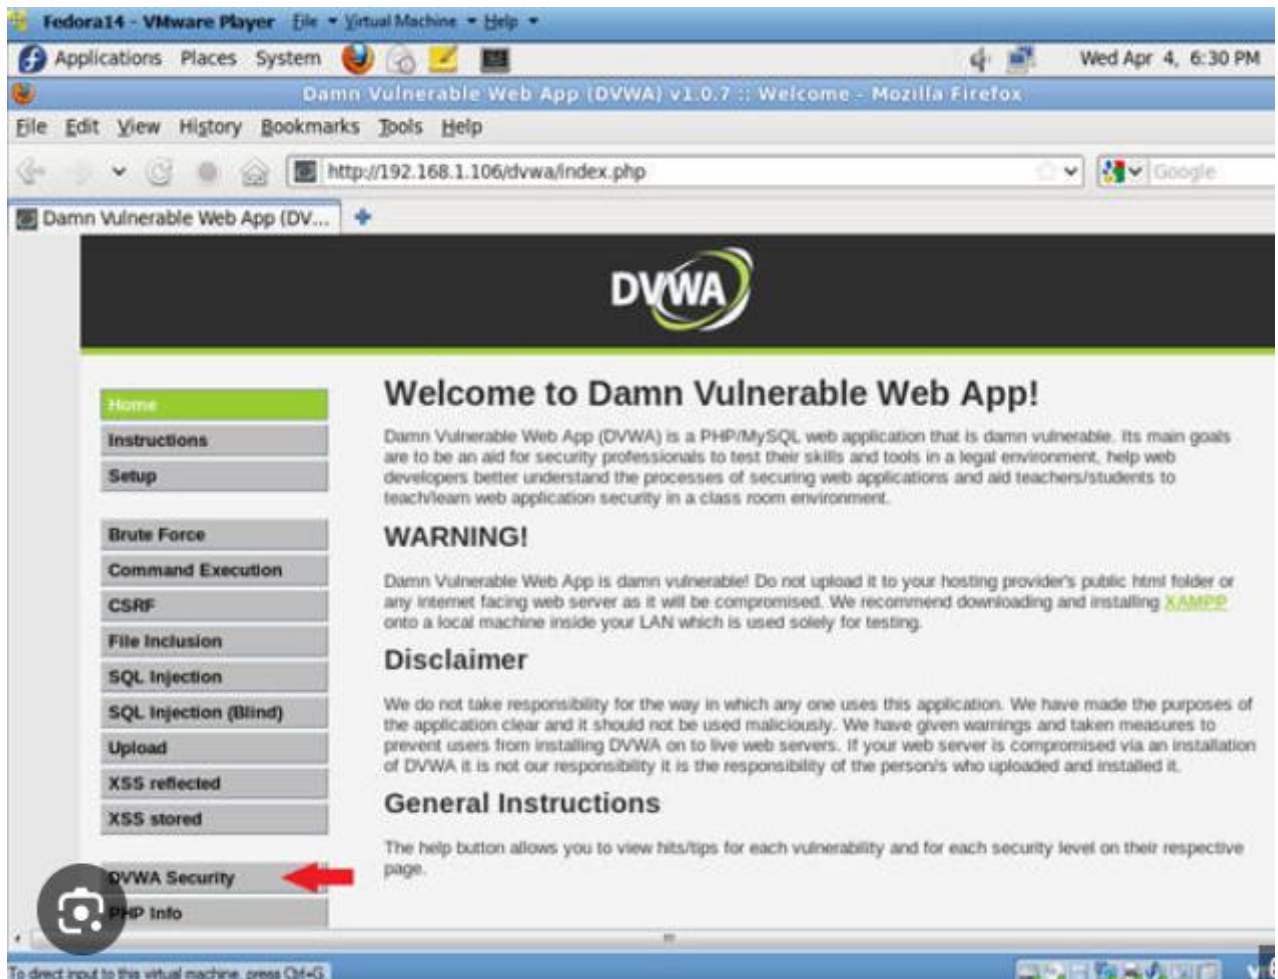 Fedora14 - VMware Player File Virtual Machine Help
Applications Places System Wed Apr 4, 6:30 PM
Damn Vulnerable Web App (DVWA) v1.0.7 :: Welcome - Mozilla Firefox
File Edit View History Bookmarks Tools Help
http://192.168.1.106/dvwa/index.php Google
Damn Vulnerable Web App (DV...
DVWA
Home
Instructions
Setup
Brute Force
Command Execution
CSRF
File Inclusion
SQL Injection
SQL Injection (Blind)
Upload
XSS reflected
XSS stored
DVWA Security
PHP Info
Welcome to Damn Vulnerable Web App!
Damn Vulnerable Web App (DVWA) is a PHP/MySQL web application that is damn vulnerable. Its main goals
are to be an aid for security professionals to test their skills and tools in a legal environment, help web
developers better understand the processes of securing web applications and aid teachers/students to
teach/learn web application security in a class room environment.
WARNING!
Damn Vulnerable Web App is damn vulnerable! Do not upload it to your hosting provider's public html folder or
any internet facing web server as it will be compromised. We recommend downloading and installing XAMPP
onto a local machine inside your LAN which is used solely for testing.
Disclaimer
We do not take responsibility for the way in which any one uses this application. We have made the purposes of
the application clear and it should not be used maliciously. We have given warnings and taken measures to
prevent users from installing DVWA on to live web servers. If your web server is compromised via an installation
of DVWA it is not our responsibility it is the responsibility of the person/s who uploaded and installed it.
General Instructions
The help button allows you to view hits/tips for each vulnerability and for each security level on their respective
page.
To direct input to this virtual machine, press Ctrl+G.